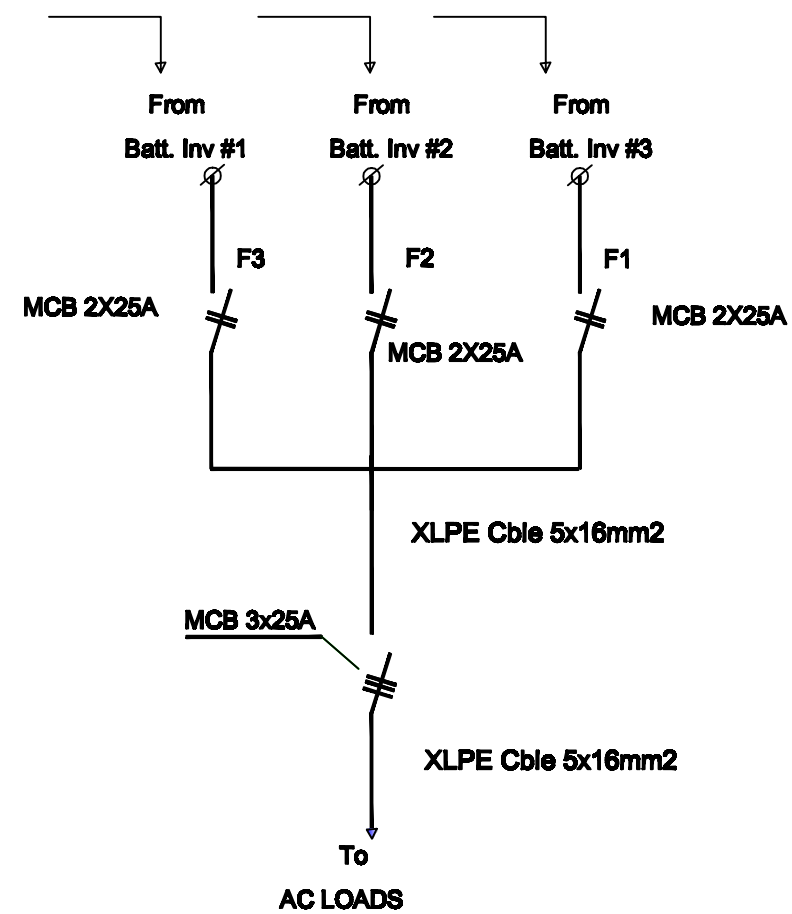 From
Batt. Inv #1
From
Batt. Inv #2
From
Batt. Inv #3
F3
F2
F1
MCB 2X25A
MCB 2X25A
MCB 2X25A
XLPE Cble 5x16mm2
MCB 3x25A
XLPE Cble 5x16mm2
To
AC LOADS